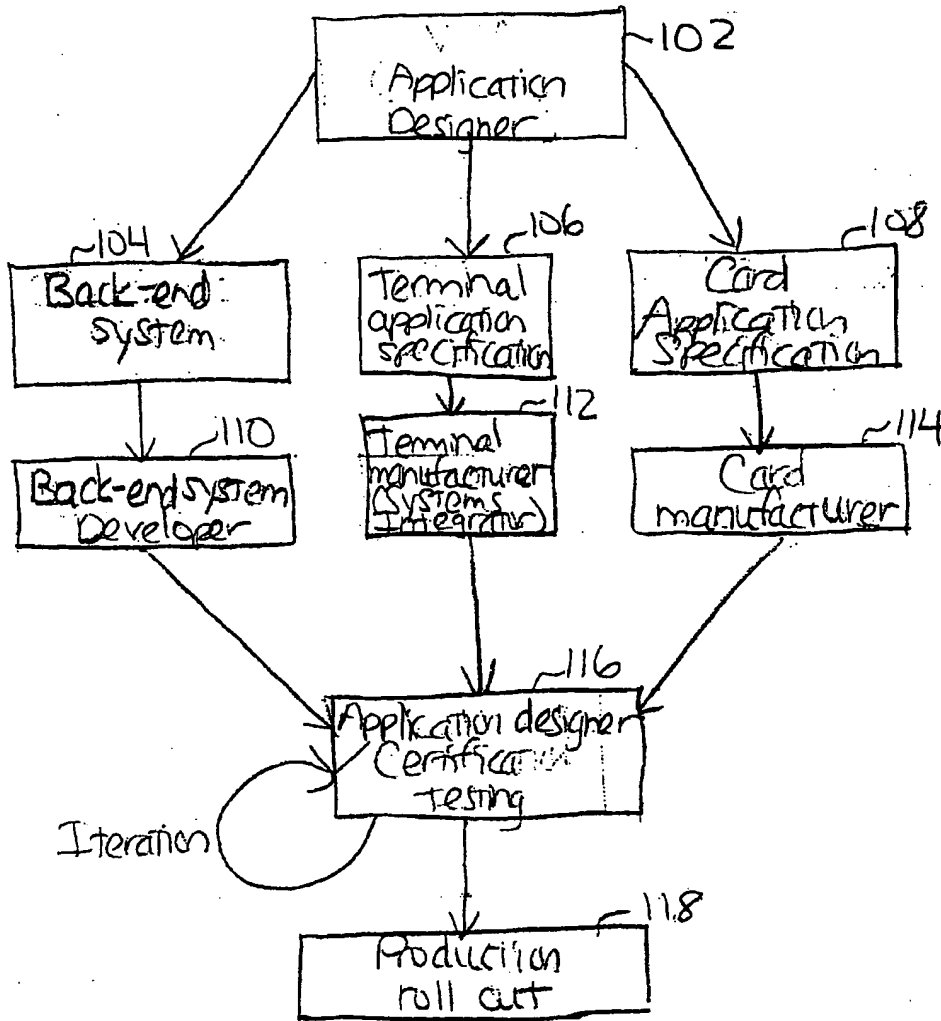 102
Application
Designer
104
106
108
Back-end
system
Terminal
application
specification
Card
Application
Specification
110
112
114
Back-end system
Developer
Terminal
manufacturer
(Systems
Integrator)
Card
manufacturer
116
Application designer
Certification
testing
Iteration
118
Production
roll out